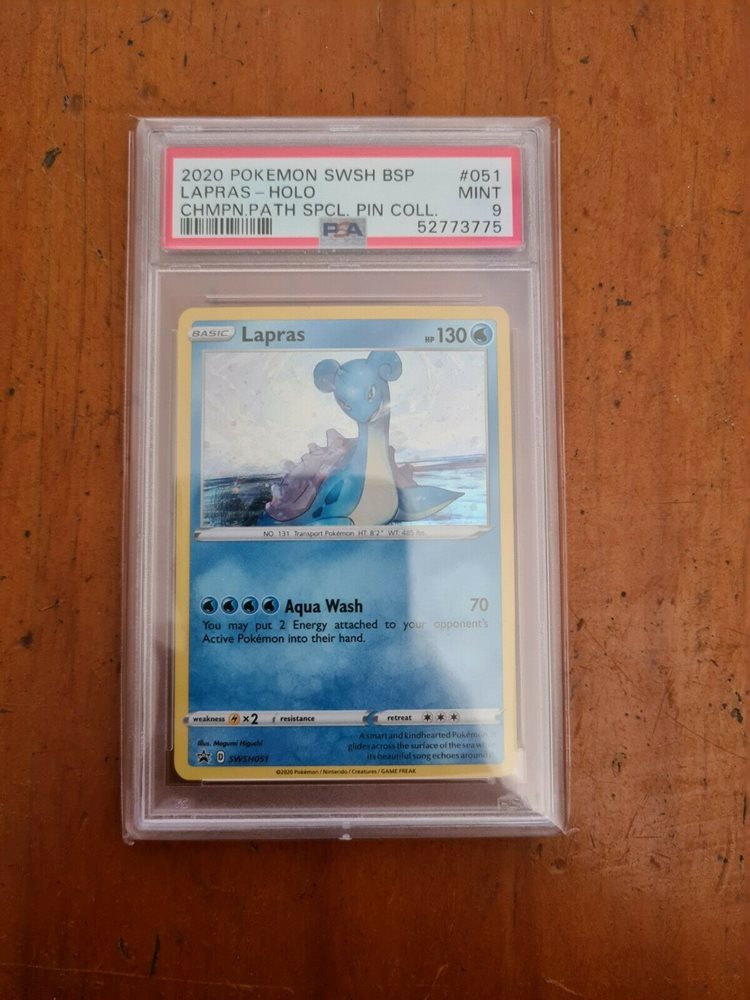 2020 POKEMON SWSH BSP #051
LAPRAS-HOLO MINT
CHMPN.PATH SPCL. PIN COLL. 9
PSA 52773775
BASIC Lapras HP 130
NO. 131 Transport Pokémon HT: 8'2" WT: 485 lbs.
Aqua Wash 70
You may put 2 Energy attached to your opponent's
Active Pokémon into their hand.
weakness ×2 resistance retreat
A smart and kindhearted Pokémon, it
glides across the surface of the sea while
its beautiful song echoes around
Illus. Megumi Higuchi
D SWSH051
©2020 Pokémon / Nintendo / Creatures / GAME FREAK